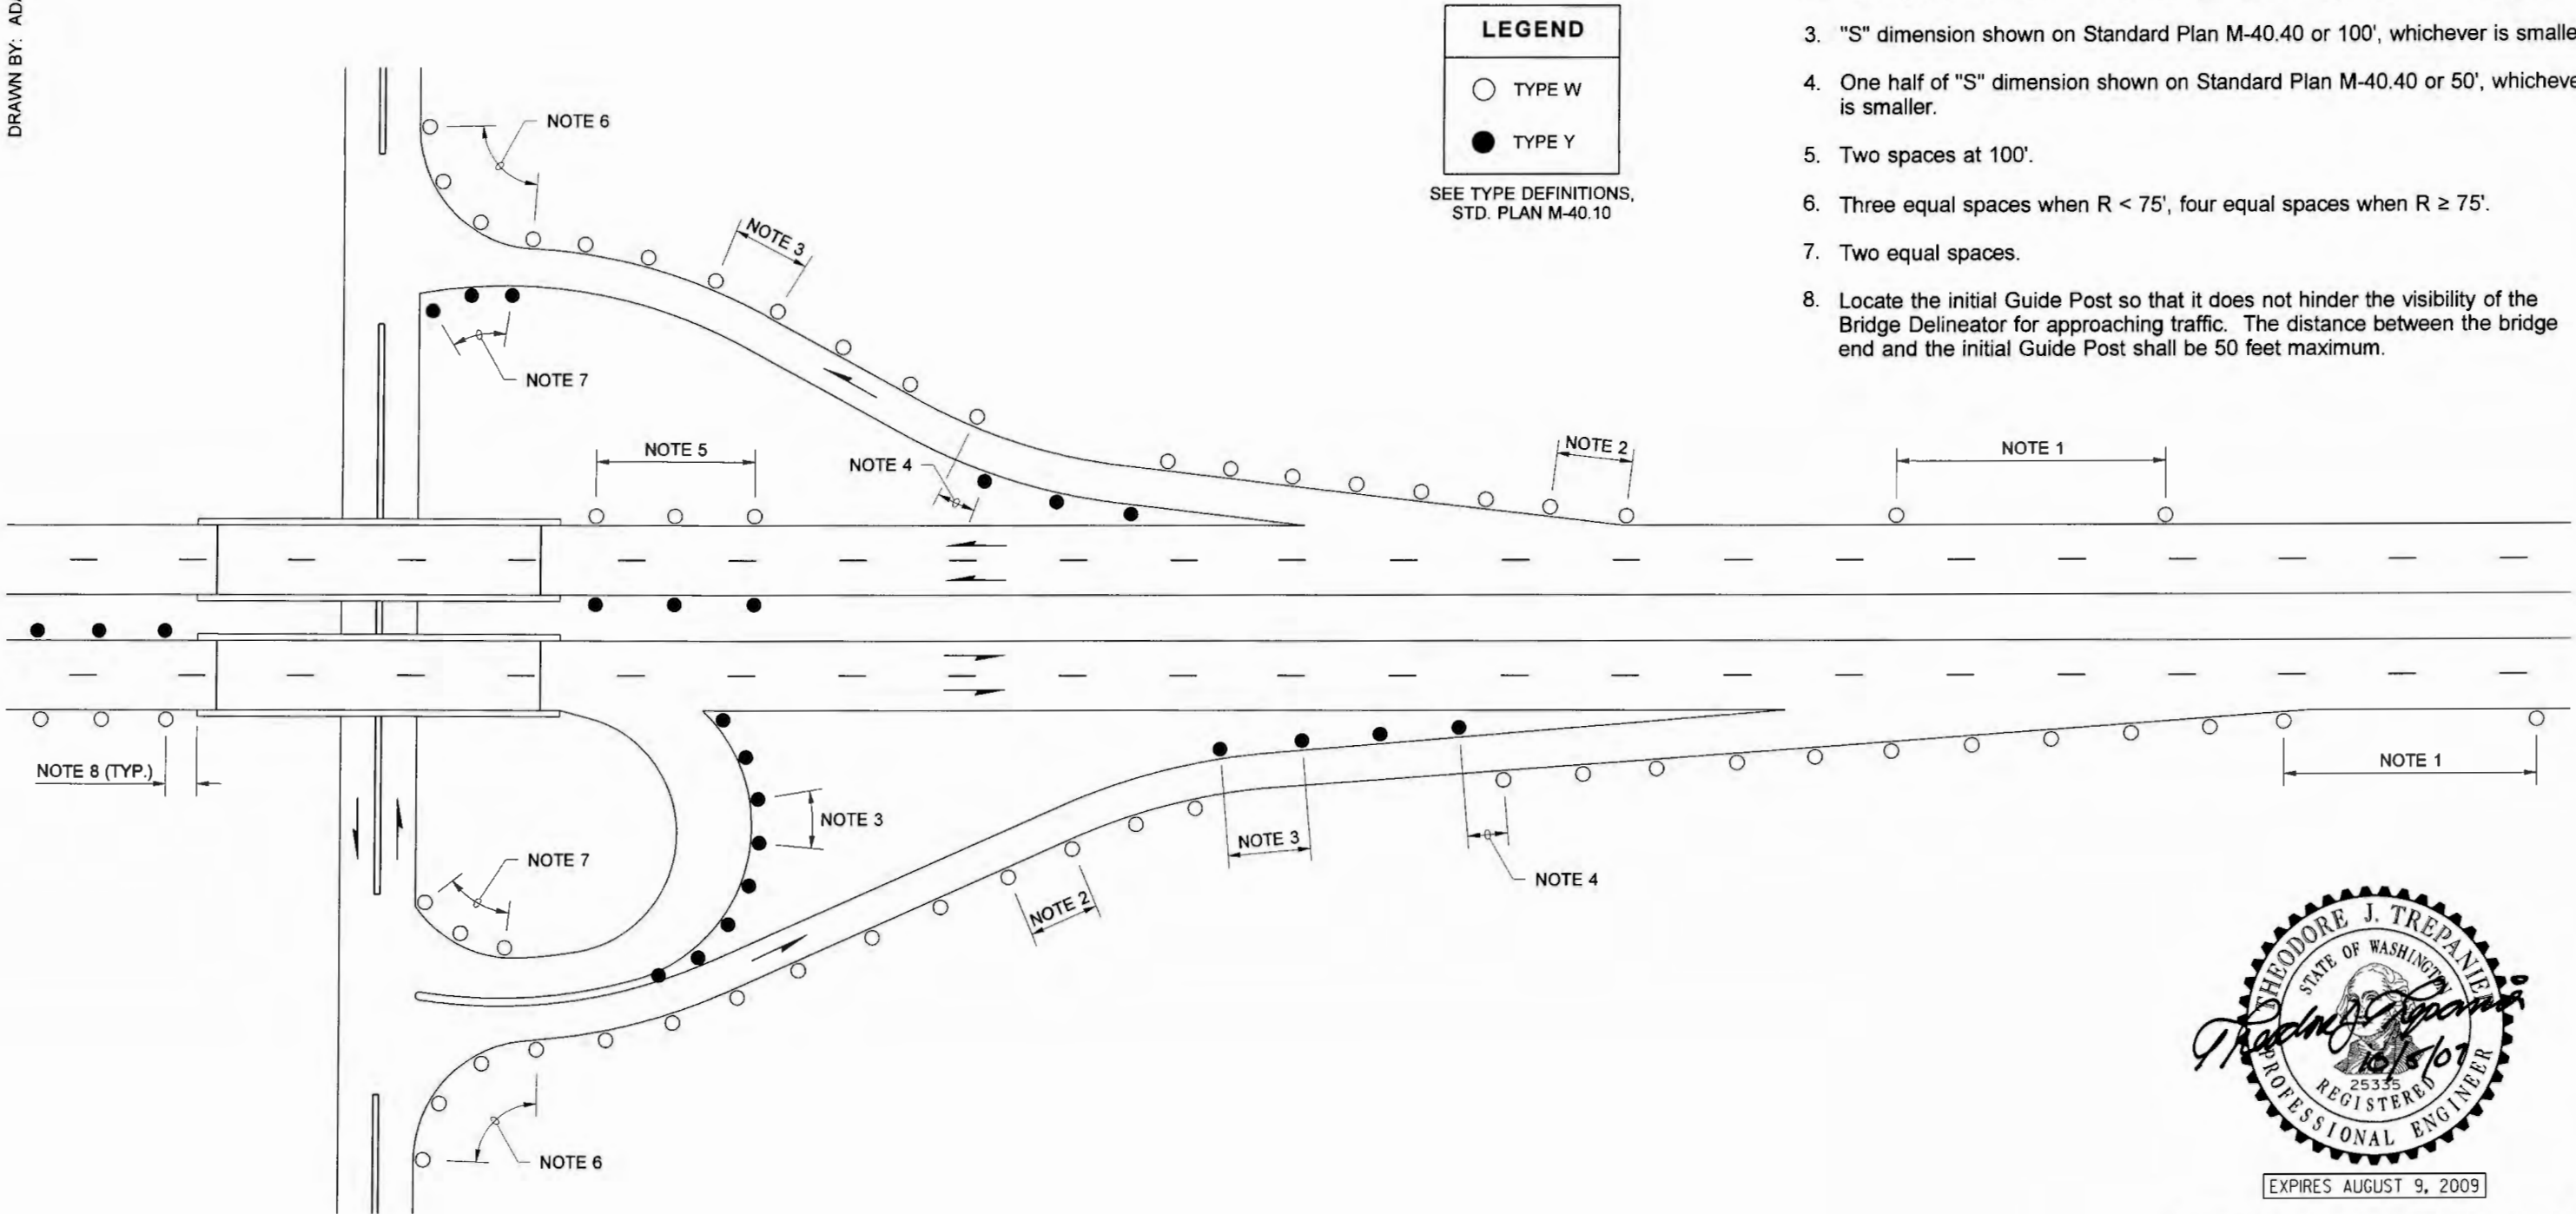 DRAWN BY:
LEGEND
TYPE W
TYPE Y
SEE TYPE DEFINITIONS,
STD. PLAN M-40.10
3. "S" dimension shown on Standard Plan M-40.40 or 100', whichever is
4. One half of "S" dimension shown on Standard Plan M-40.40 or 50',
is smaller.
5. Two spaces at 100'.
6. Three equal spaces when R < 75', four equal spaces when R ≥ 75'.
7. Two equal spaces.
8. Locate the initial Guide Post so that it does not hinder the visibility of the
Bridge Delineator for approaching traffic. The distance between the bridge
end and the initial Guide Post shall be 50 feet maximum.
NOTE 6
NOTE 3
NOTE 7
NOTE 5
NOTE 4
NOTE 2
NOTE 1
NOTE 8 (TYP.)
NOTE 3
NOTE 7
NOTE 2
NOTE 3
NOTE 4
NOTE 1
NOTE 6
THEODORE J. TREPANIER
STATE OF WASHINGTON
10/5/07
25335
REGISTERED
PROFESSIONAL ENGINEER
EXPIRES AUGUST 9, 2009